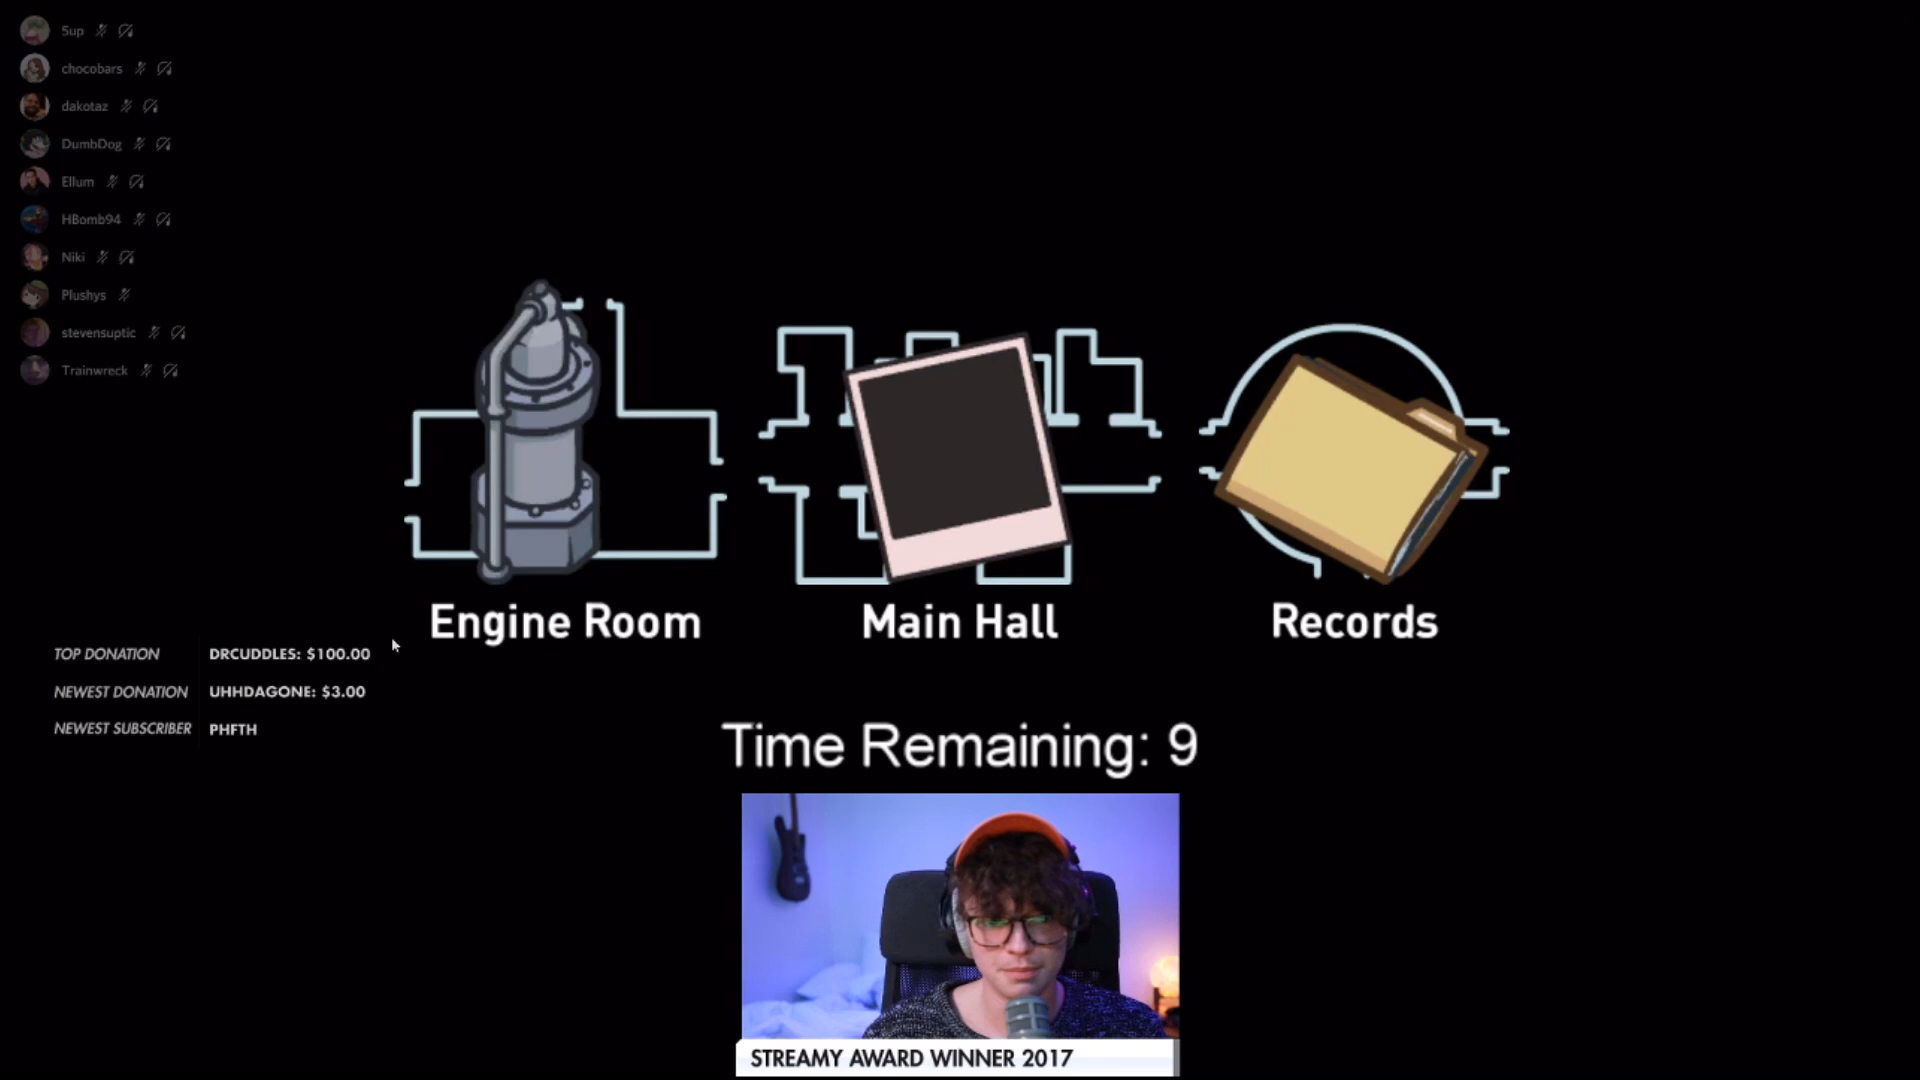 5up
chocobars
dakotaz
DumbDog
Ellum
HBomb94
Niki
Plushys
stevensuptic
Trainwreck
Engine Room
Main Hall
Records
TOP DONATION DRCUDDLES: $100.00
NEWEST DONATION UHHDAGONE: $3.00
NEWEST SUBSCRIBER PHFTH
Time Remaining: 9
STREAMY AWARD WINNER 2017